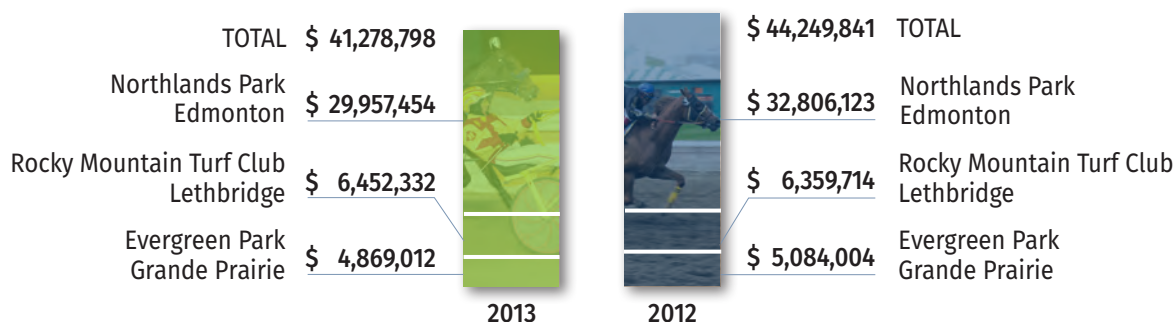 TOTAL $ 41,278,798
Northlands Park
Edmonton $ 29,957,454
Rocky Mountain Turf Club
Lethbridge $ 6,452,332
Evergreen Park
Grande Prairie $ 4,869,012
2013
$ 44,249,841 TOTAL
$ 32,806,123 Northlands Park
Edmonton
$ 6,359,714 Rocky Mountain Turf Club
Lethbridge
$ 5,084,004 Evergreen Park
Grande Prairie
2012